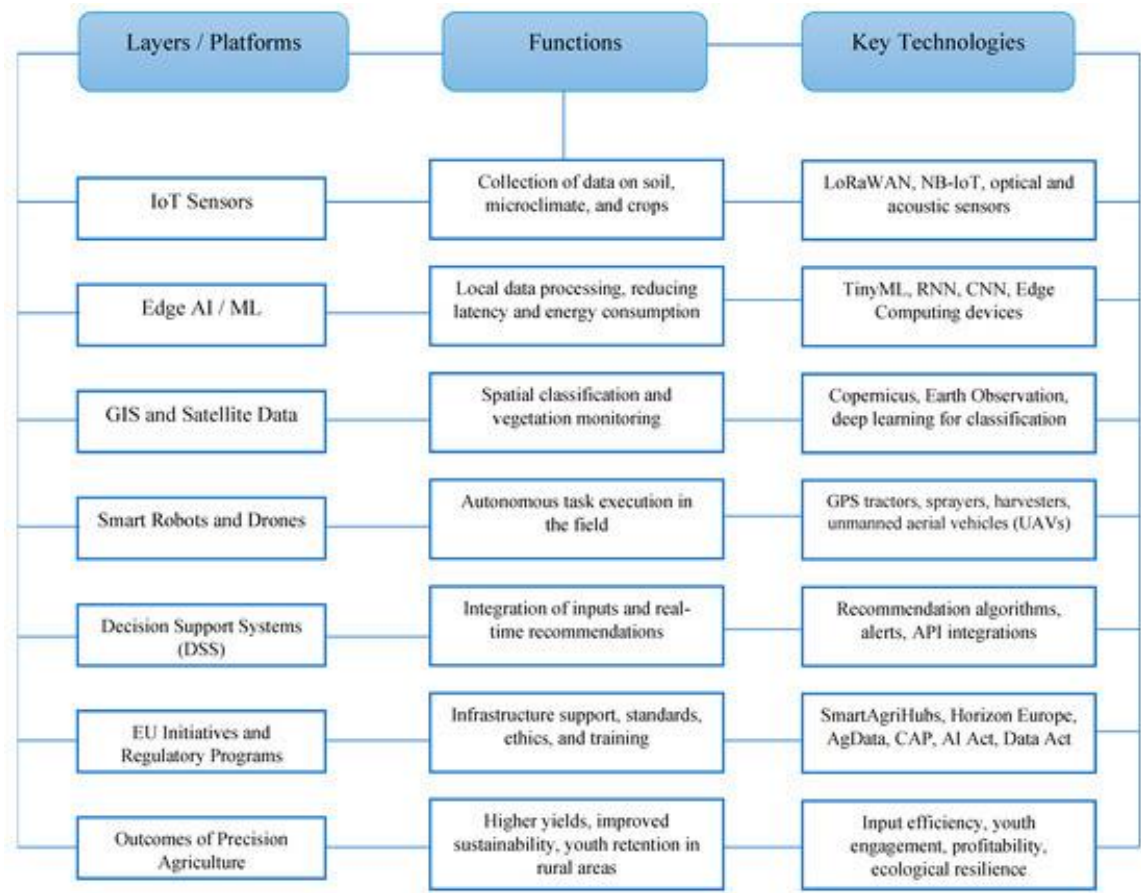 Layers / Platforms
Functions
Key Technologies
IoT Sensors
Collection of data on soil,
microclimate, and crops
LoRaWAN, NB-IoT, optical and
acoustic sensors
Edge AI / ML
Local data processing, reducing
latency and energy consumption
TinyML, RNN, CNN, Edge
Computing devices
GIS and Satellite Data
Spatial classification and
vegetation monitoring
Copernicus, Earth Observation,
deep learning for classification
Smart Robots and Drones
Autonomous task execution in
the field
GPS tractors, sprayers, harvesters,
unmanned aerial vehicles (UAVs)
Decision Support Systems
(DSS)
Integration of inputs and real-
time recommendations
Recommendation algorithms,
alerts, API integrations
EU Initiatives and
Regulatory Programs
Infrastructure support, standards,
ethics, and training
SmartAgriHubs, Horizon Europe,
AgData, CAP, AI Act, Data Act
Outcomes of Precision
Agriculture
Higher yields, improved
sustainability, youth retention in
rural areas
Input efficiency, youth
engagement, profitability,
ecological resilience